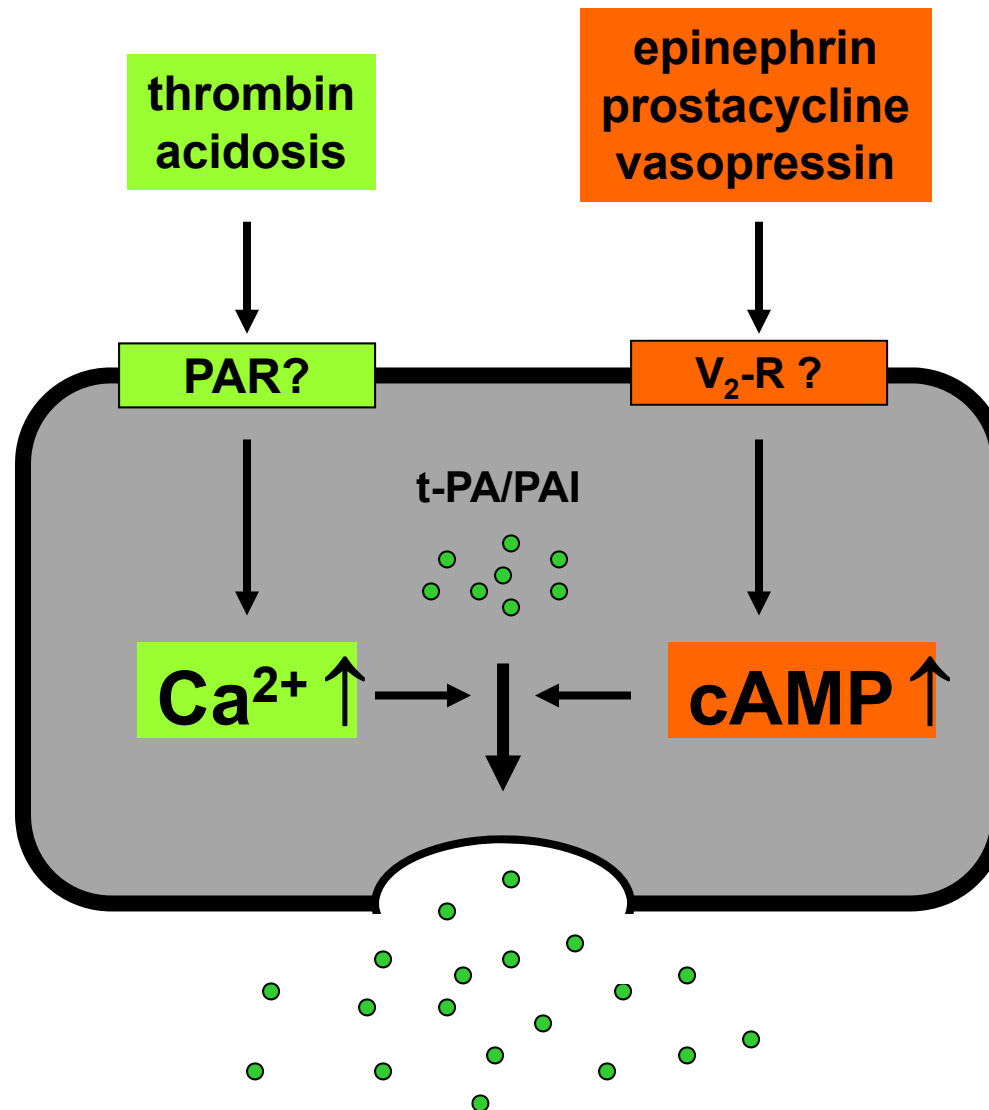 thrombin
acidosis
epinephrin
prostacycline
vasopressin
PAR?
V₂-R ?
t-PA/PAI
Ca²⁺ ↑
cAMP ↑